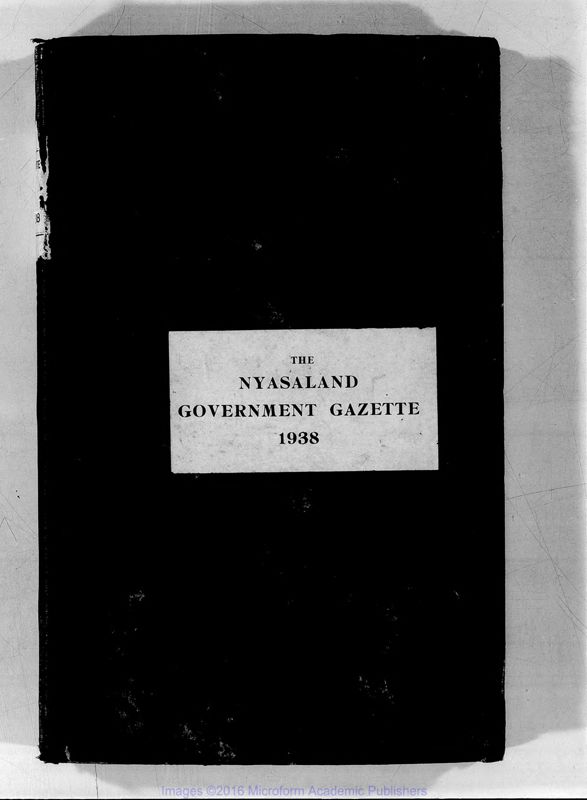 THE
NYASALAND
GOVERNMENT GAZETTE
1938
Images ©2016 Microform Academic Publishers